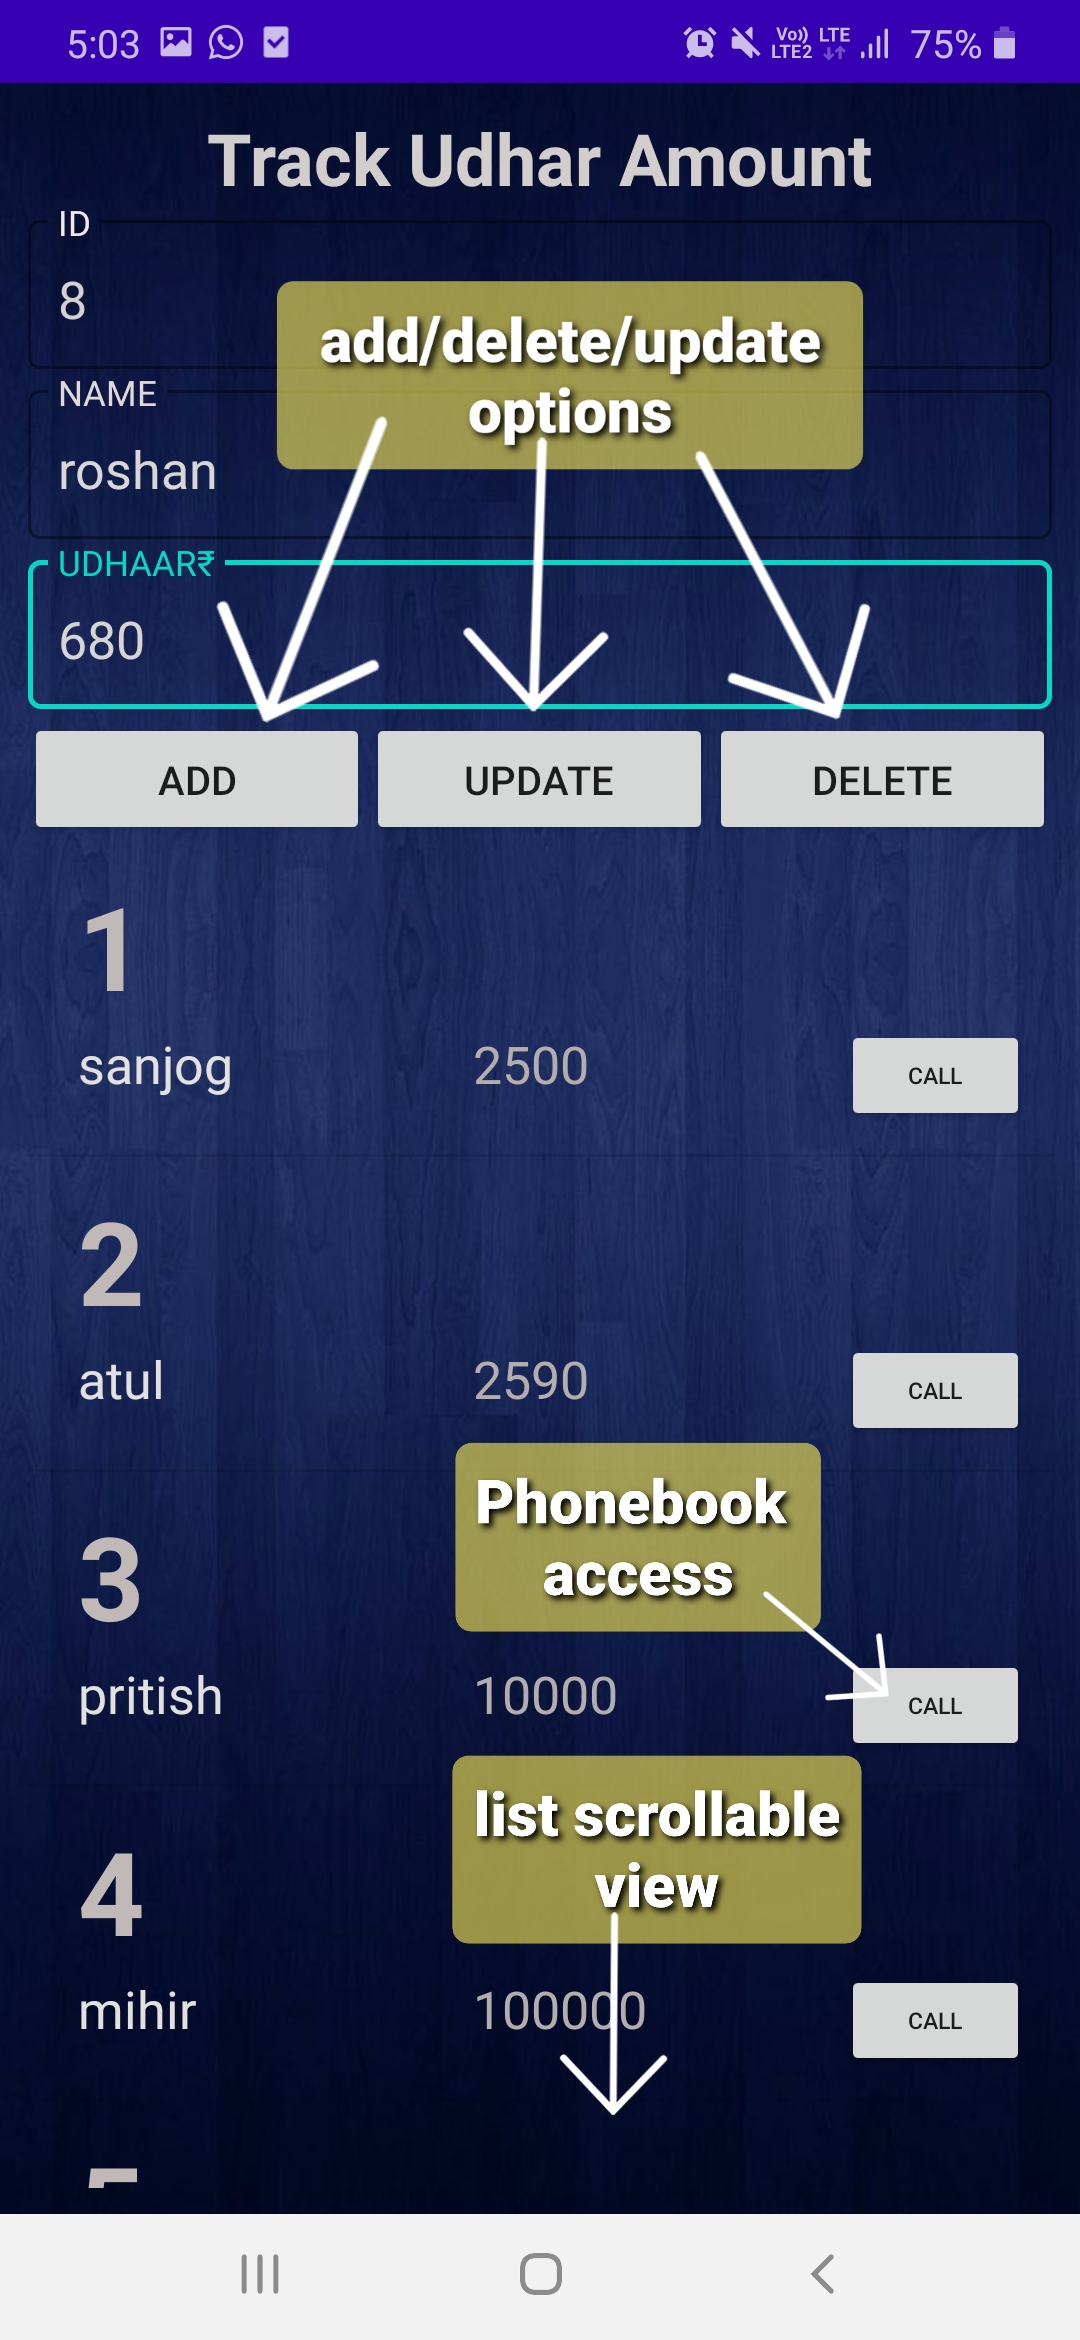 5:03 Vo)) LTE2 LTE 75%
Track Udhar Amount
ID
8
add/delete/update
options
NAME
roshan
UDHAAR₹
680
ADD UPDATE DELETE
1
sanjog 2500 CALL
2
atul 2590 CALL
Phonebook
access
3
pritish 10000 CALL
list scrollable
view
4
mihir 100000 CALL